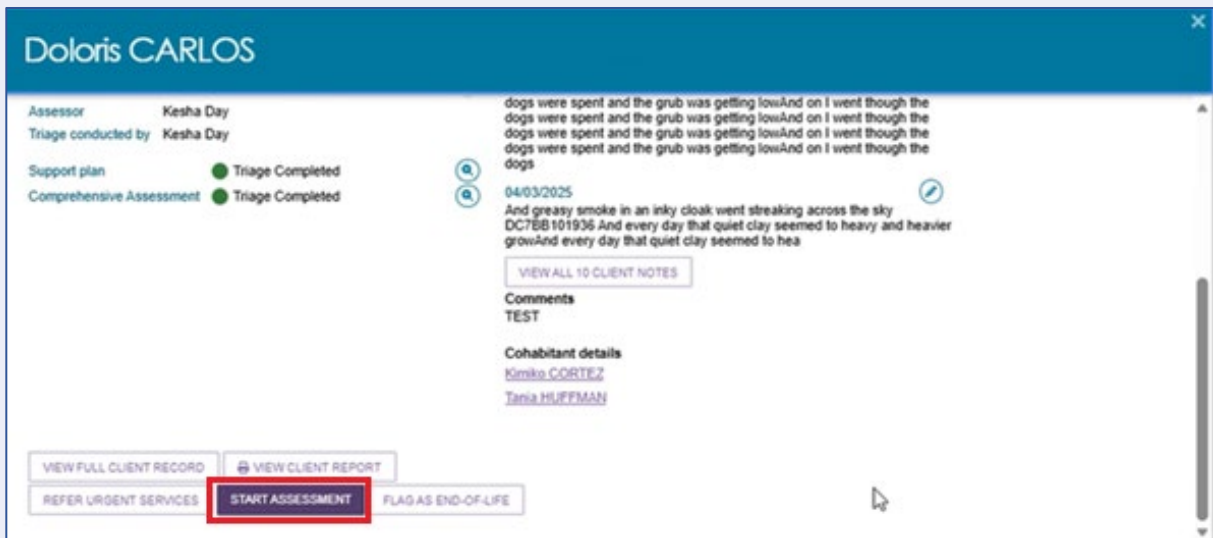 Doloris CARLOS
Assessor Kesha Day
Triage conducted by Kesha Day
Support plan Triage Completed
Comprehensive Assessment Triage Completed
dogs were spent and the grub was getting lowAnd on I went though the
dogs were spent and the grub was getting lowAnd on I went though the
dogs were spent and the grub was getting lowAnd on I went though the
dogs were spent and the grub was getting lowAnd on I went though the
dogs
04/03/2025
And greasy smoke in an inky cloak went streaking across the sky
DC7BB101936 And every day that quiet clay seemed to heavy and heavier
growAnd every day that quiet clay seemed to hea
VIEW ALL 10 CLIENT NOTES
Comments
TEST
Cohabitant details
Kimiko CORTEZ
Tania HUFFMAN
VIEW FULL CLIENT RECORD VIEW CLIENT REPORT
REFER URGENT SERVICES START ASSESSMENT FLAG AS END-OF-LIFE